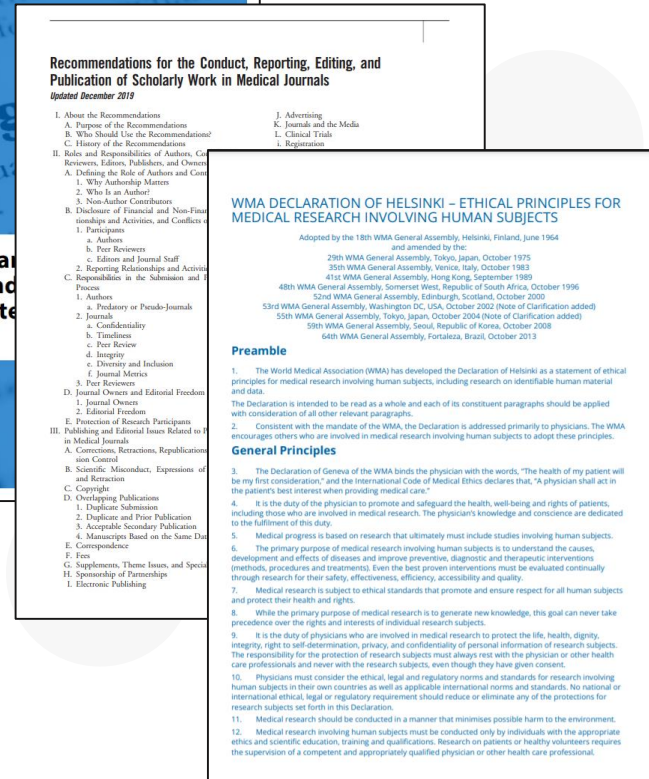 Recommendations for the Conduct, Reporting, Editing, and
Publication of Scholarly Work in Medical Journals
Updated December 2019
I. About the Recommendations
A. Purpose of the Recommendations
B. Who Should Use the Recommendations?
C. History of the Recommendations
II. Roles and Responsibilities of Authors,
Reviewers, Editors, Publishers, and Owners
A. Defining the Role of Authors and
1. Why Authorship Matters
2. Who Is an Author?
3. Non-Author Contributors
B. Disclosure of Financial and
tionships and Activities, and Conflicts
1. Participants
a. Authors
b. Peer Reviewers
c. Editors and Journal Staff
2. Reporting Relationships and
C. Responsibilities in the Submission and
Process
1. Authors
a. Predatory or Pseudo-Journals
2. Journals
a. Confidentiality
b. Timeliness
c. Peer Review
d. Integrity
e. Diversity and Inclusion
f. Journal Metrics
3. Peer Reviewers
D. Journal Owners and Editorial Freedom
1. Journal Owners
2. Editorial Freedom
E. Protection of Research Participants
III. Publishing and Editorial Issues Related to
in Medical Journals
A. Corrections, Retractions, Republications
sion Control
B. Scientific Misconduct, Expressions of
and Retraction
C. Copyright
D. Overlapping Publications
1. Duplicate Submission
2. Duplicate and Prior Publication
3. Acceptable Secondary Publication
4. Manuscripts Based on the Same
E. Correspondence
F. Fees
G. Supplements, Theme Issues, and
H. Sponsorship of Partnerships
I. Electronic Publishing
J. Advertising
K. Journals and the Media
L. Clinical Trials
i. Registration
WMA DECLARATION OF HELSINKI – ETHICAL PRINCIPLES FOR
MEDICAL RESEARCH INVOLVING HUMAN SUBJECTS
Adopted by the 18th WMA General Assembly, Helsinki, Finland, June 1964
and amended by the:
29th WMA General Assembly, Tokyo, Japan, October 1975
35th WMA General Assembly, Venice, Italy, October 1983
41st WMA General Assembly, Hong Kong, September 1989
48th WMA General Assembly, Somerset West, Republic of South Africa, October 1996
52nd WMA General Assembly, Edinburgh, Scotland, October 2000
53rd WMA General Assembly, Washington DC, USA, October 2002 (Note of Clarification added)
55th WMA General Assembly, Tokyo, Japan, October 2004 (Note of Clarification added)
59th WMA General Assembly, Seoul, Republic of Korea, October 2008
64th WMA General Assembly, Fortaleza, Brazil, October 2013
Preamble
1. The World Medical Association (WMA) has developed the Declaration of Helsinki as a statement of ethical
principles for medical research involving human subjects, including research on identifiable human material
and data.
The Declaration is intended to be read as a whole and each of its constituent paragraphs should be applied
with consideration of all other relevant paragraphs.
2. Consistent with the mandate of the WMA, the Declaration is addressed primarily to physicians. The WMA
encourages others who are involved in medical research involving human subjects to adopt these principles.
General Principles
3. The Declaration of Geneva of the WMA binds the physician with the words, “The health of my patient will
be my first consideration,” and the International Code of Medical Ethics declares that, “A physician shall act in
the patient’s best interest when providing medical care.”
4. It is the duty of the physician to promote and safeguard the health, well-being and rights of patients,
including those who are involved in medical research. The physician’s knowledge and conscience are dedicated
to the fulfilment of this duty.
5. Medical progress is based on research that ultimately must include studies involving human subjects.
6. The primary purpose of medical research involving human subjects is to understand the causes,
development and effects of diseases and improve preventive, diagnostic and therapeutic interventions
(methods, procedures and treatments). Even the best proven interventions must be evaluated continually
through research for their safety, effectiveness, efficiency, accessibility and quality.
7. Medical research is subject to ethical standards that promote and ensure respect for all human subjects
and protect their health and rights.
8. While the primary purpose of medical research is to generate new knowledge, this goal can never take
precedence over the rights and interests of individual research subjects.
9. It is the duty of physicians who are involved in medical research to protect the life, health, dignity,
integrity, right to self-determination, privacy, and confidentiality of personal information of research subjects.
The responsibility for the protection of research subjects must always rest with the physician or other health
care professionals and never with the research subjects, even though they have given consent.
10. Physicians must consider the ethical, legal and regulatory norms and standards for research involving
human subjects in their own countries as well as applicable international norms and standards. No national or
international ethical, legal or regulatory requirement should reduce or eliminate any of the protections for
research subjects set forth in this Declaration.
11. Medical research should be conducted in a manner that minimises possible harm to the environment.
12. Medical research involving human subjects must be conducted only by individuals with the appropriate
ethics and scientific education, training and qualifications. Research on patients or healthy volunteers requires
the supervision of a competent and appropriately qualified physician or other health care professional.